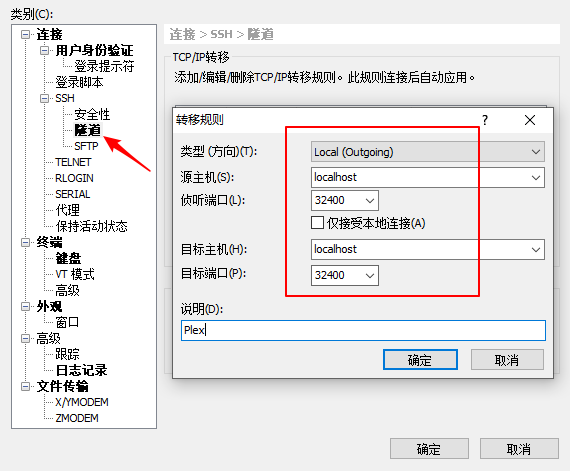 类别(C):
连接
用户身份验证
登录提示符
登录脚本
SSH
安全性
隧道
SFTP
TELNET
RLOGIN
SERIAL
代理
保持活动状态
终端
键盘
VT 模式
高级
外观
窗口
高级
跟踪
日志记录
文件传输
X/YMODEM
ZMODEM
连接 > SSH > 隧道
TCP/IP转移
添加/编辑/删除TCP/IP转移规则。此规则连接后自动应用。
转移规则 ? ×
类型 (方向)(T): Local (Outgoing)
源主机(S): localhost
侦听端口(L): 32400
仅接受本地连接(A)
目标主机(H): localhost
目标端口(P): 32400
说明(D):
Plex
确定 取消
确定 取消